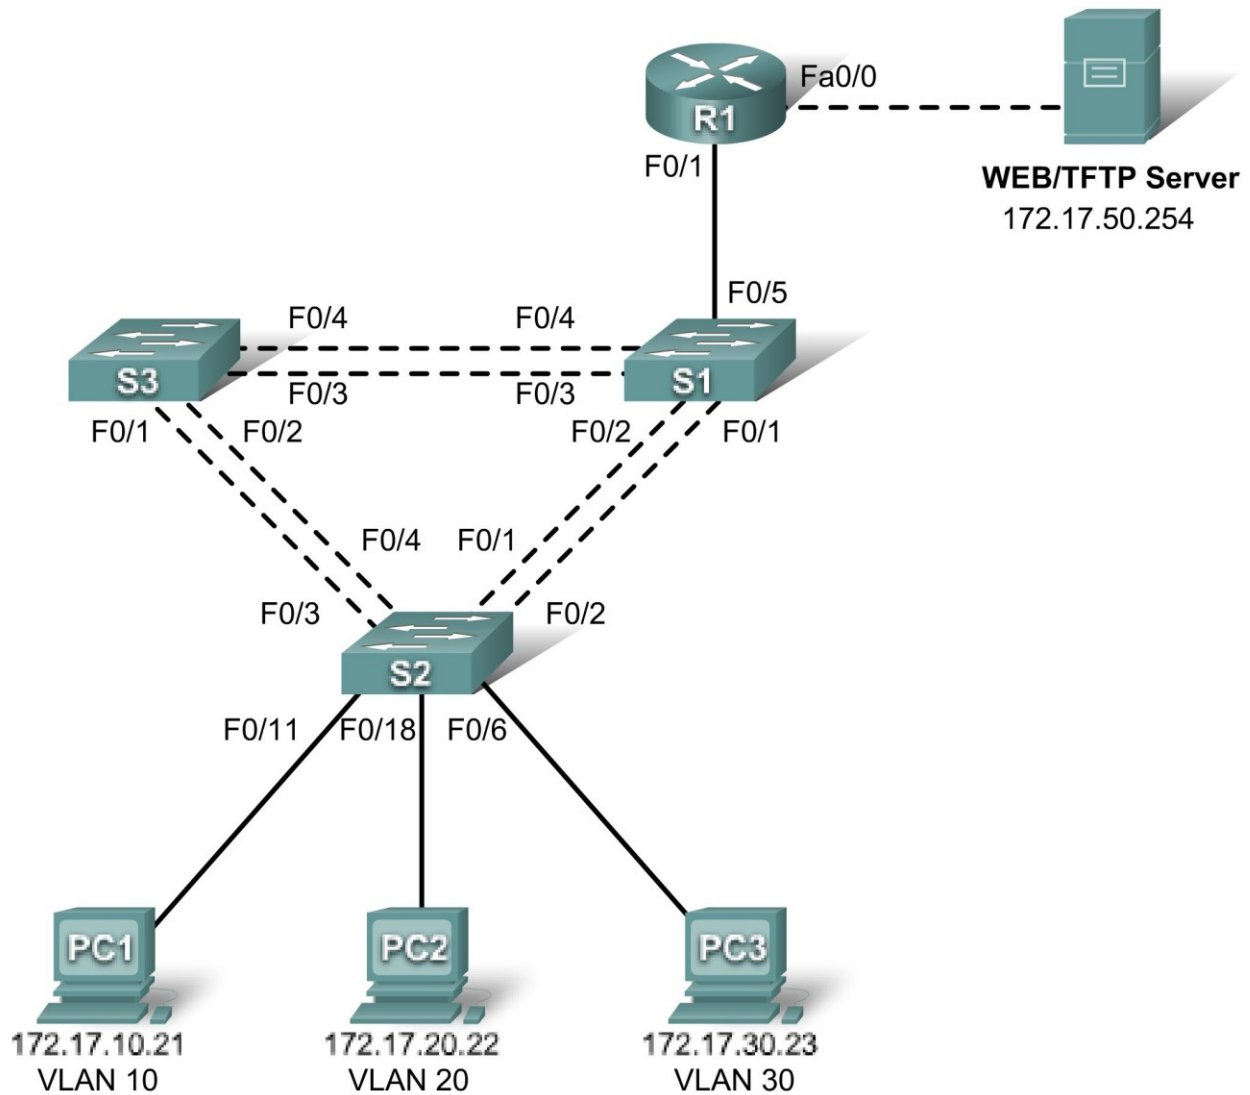 Fa0/0
R1
F0/1
WEB/TFTP Server
172.17.50.254
F0/5
F0/4
F0/4
S3
S1
F0/3
F0/3
F0/1
F0/2
F0/2
F0/1
F0/4
F0/1
F0/3
F0/2
S2
F0/11
F0/18
F0/6
PC1
PC2
PC3
172.17.10.21
172.17.20.22
172.17.30.23
VLAN 10
VLAN 20
VLAN 30